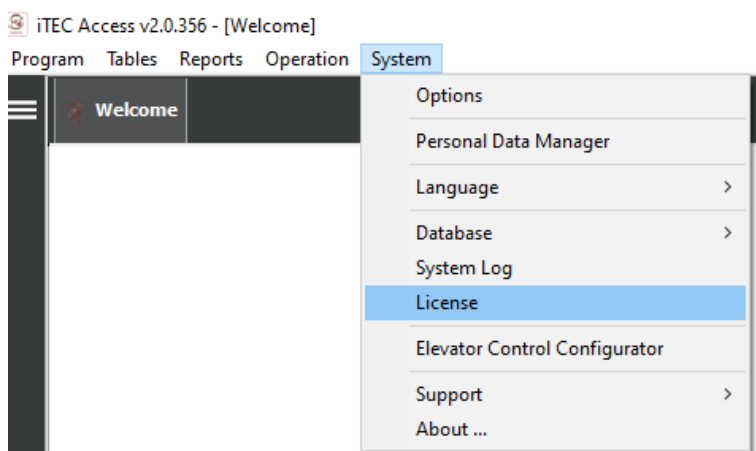 iTEC Access v2.0.356 - [Welcome]
Program Tables Reports Operation System
Welcome
Options
Personal Data Manager
Language
Database
System Log
License
Elevator Control Configurator
Support
About ...